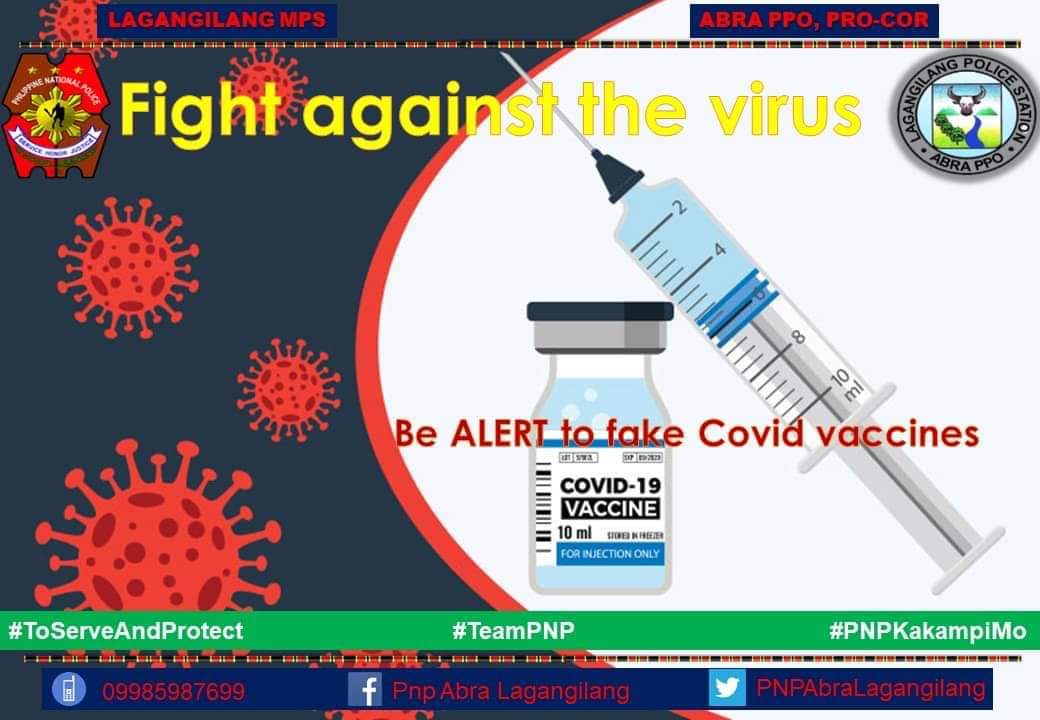 LAGANGILANG MPS
ABRA PPO, PRO-COR
PHILIPPINE NATIONAL POLICE
SERVICE HONOR JUSTICE
Fight against the virus
LAGANGILANG POLICE STATION
ABRA PPO
2
4
6
8
10
ml
Be ALERT to fake Covid vaccines
LOT
EXP
COVID-19
VACCINE
10 ml
STORED IN FREEZER
FOR INJECTION ONLY
#ToServeAndProtect
#TeamPNP
#PNPKakampiMo
09985987699
Pnp Abra Lagangilang
PNPAbraLagangilang